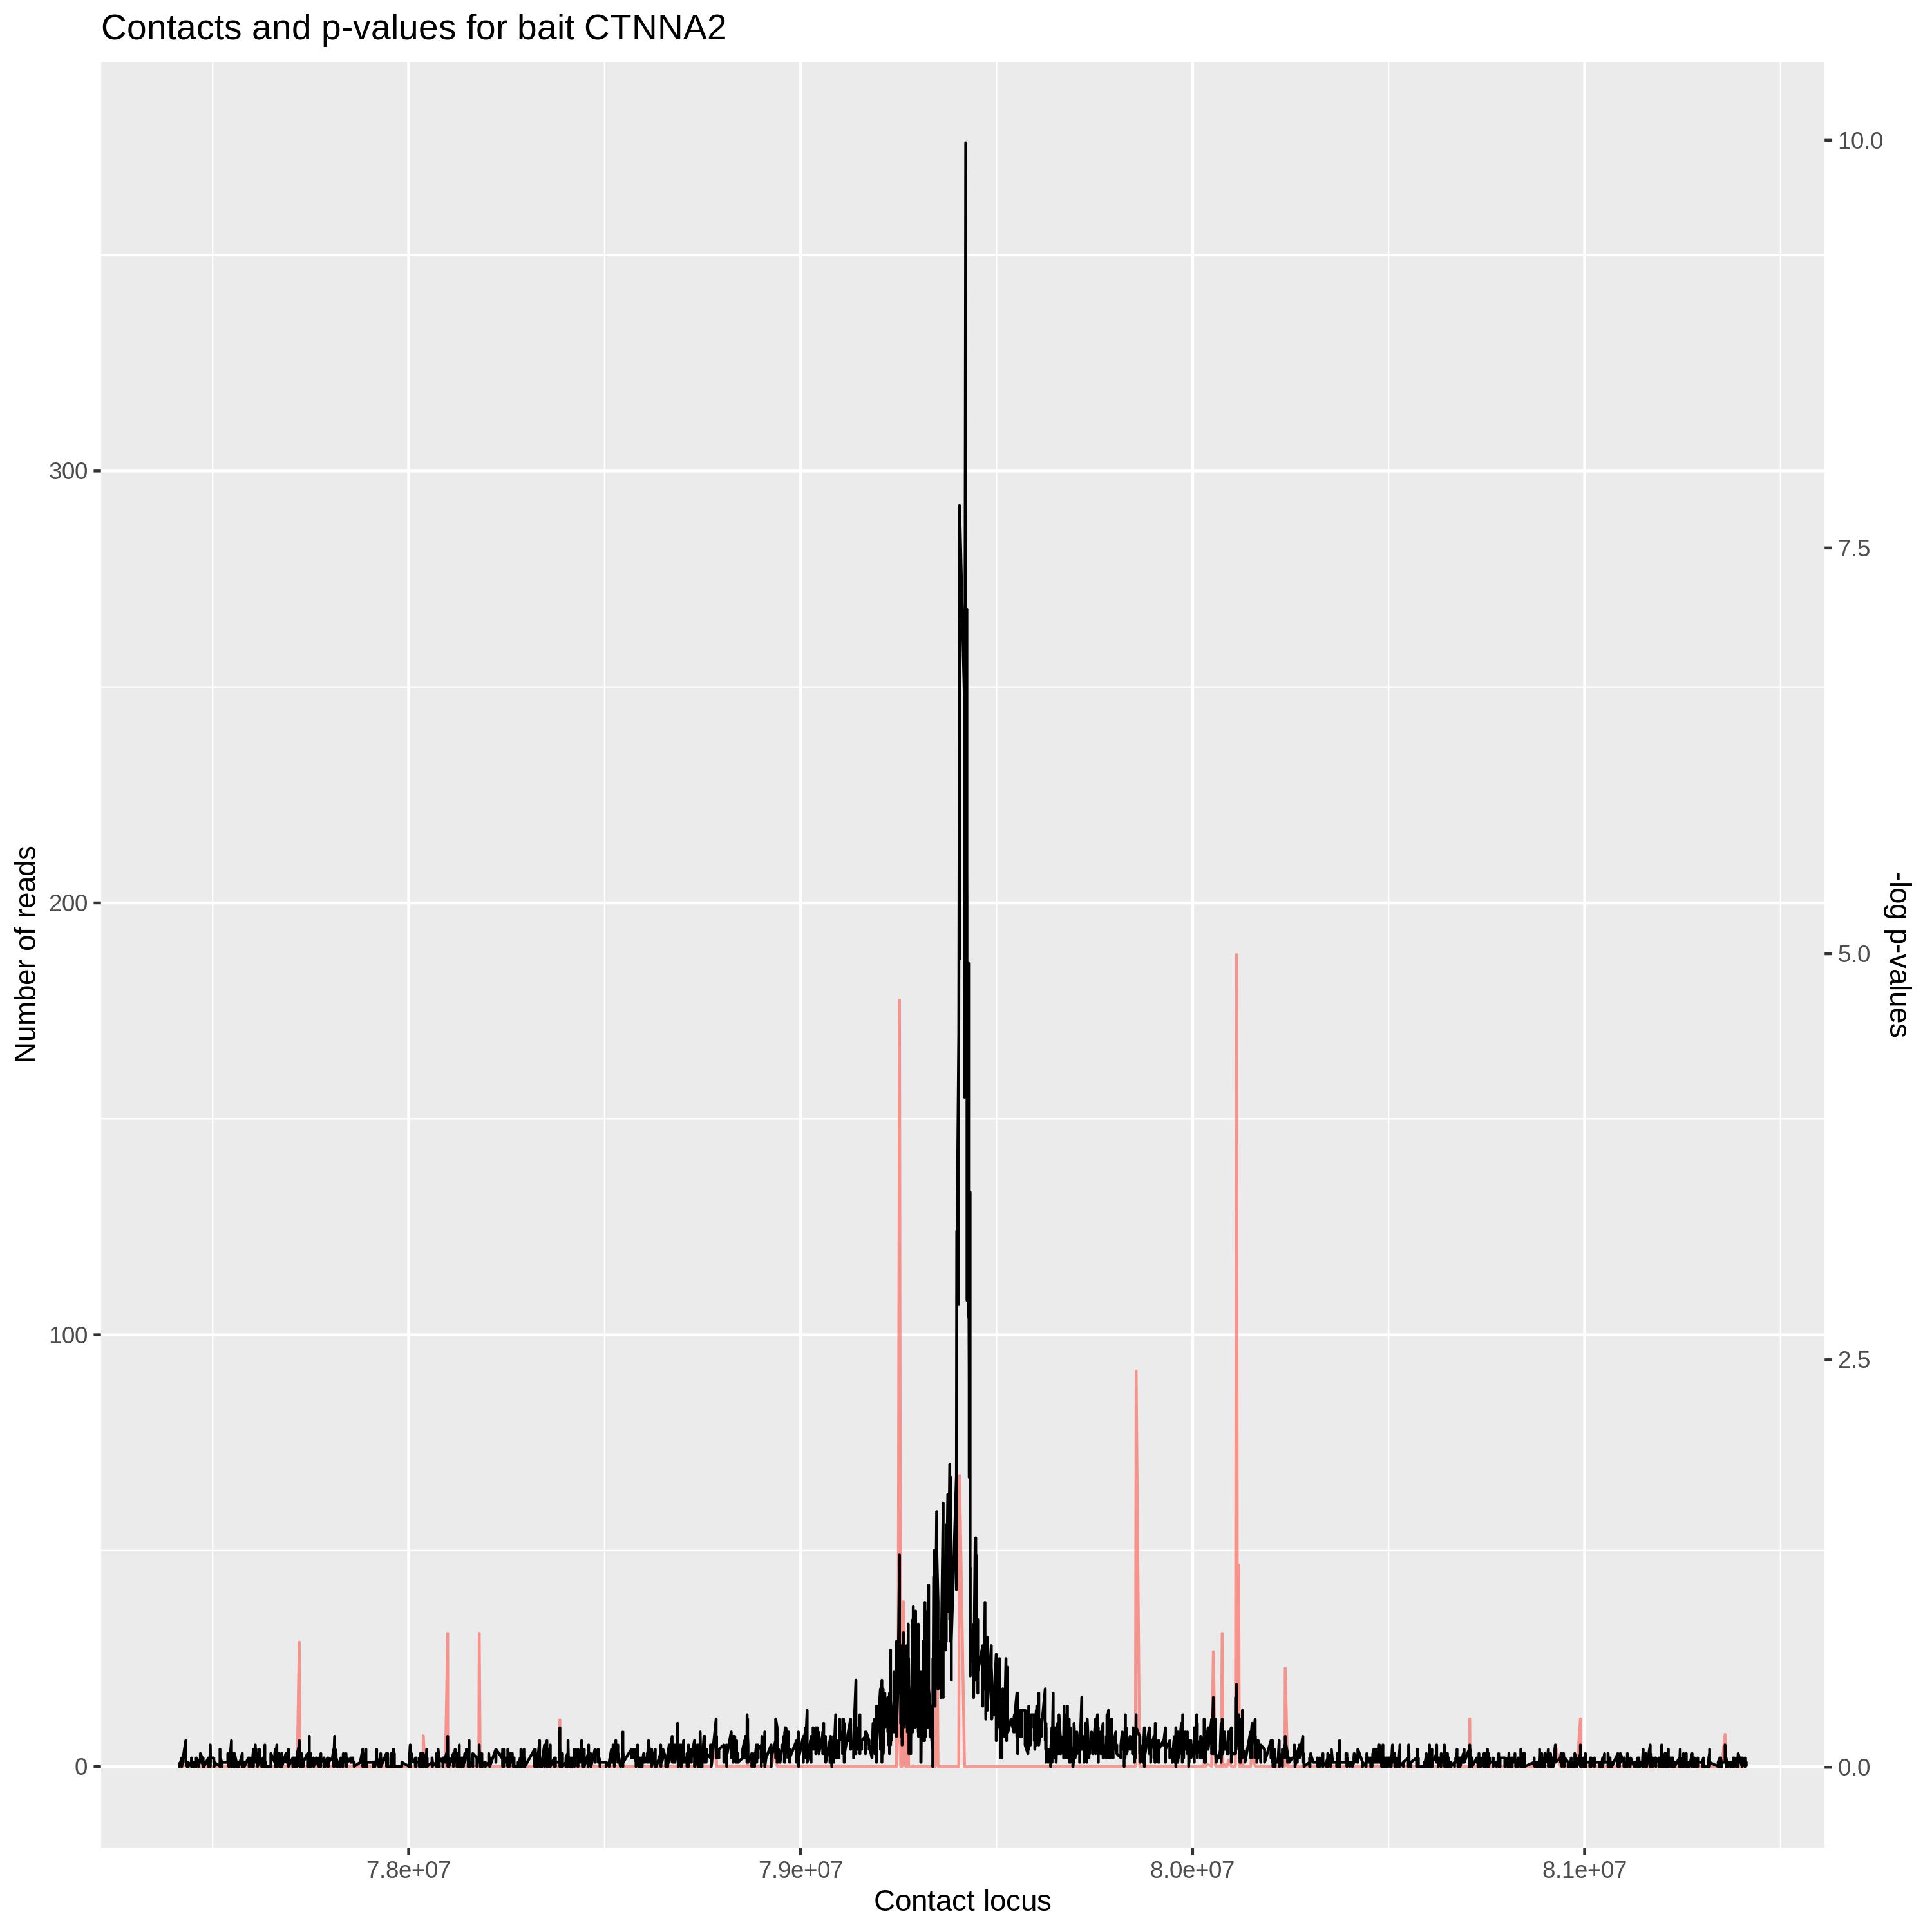 Contacts and p-values for bait CTNNA2
10.0
300
7.5
200
5.0
Number of reads
-log p-values
100
2.5
0
0.0
7.8e+07 7.9e+07 8.0e+07 8.1e+07
Contact locus